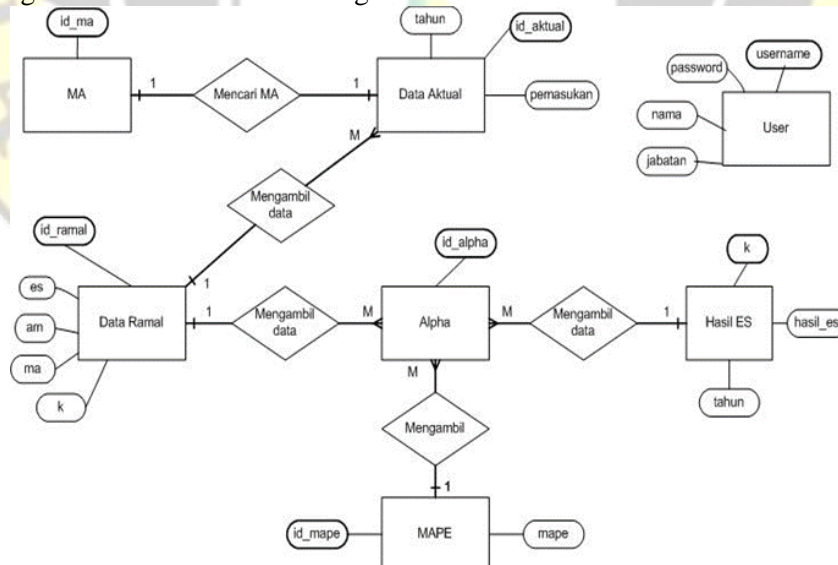 id_ma
tahun
id_aktual
MA
1
Mencari MA
1
Data Aktual
pemasukan
password
username
nama
User
jabatan
M
Mengambil
data
1
id_ramal
es
am
ma
k
Data Ramal
1
Mengambil
data
M
id_alpha
Alpha
M
Mengambil
data
1
k
Hasil ES
hasil_es
tahun
M
Mengambil
1
id_mape
MAPE
mape